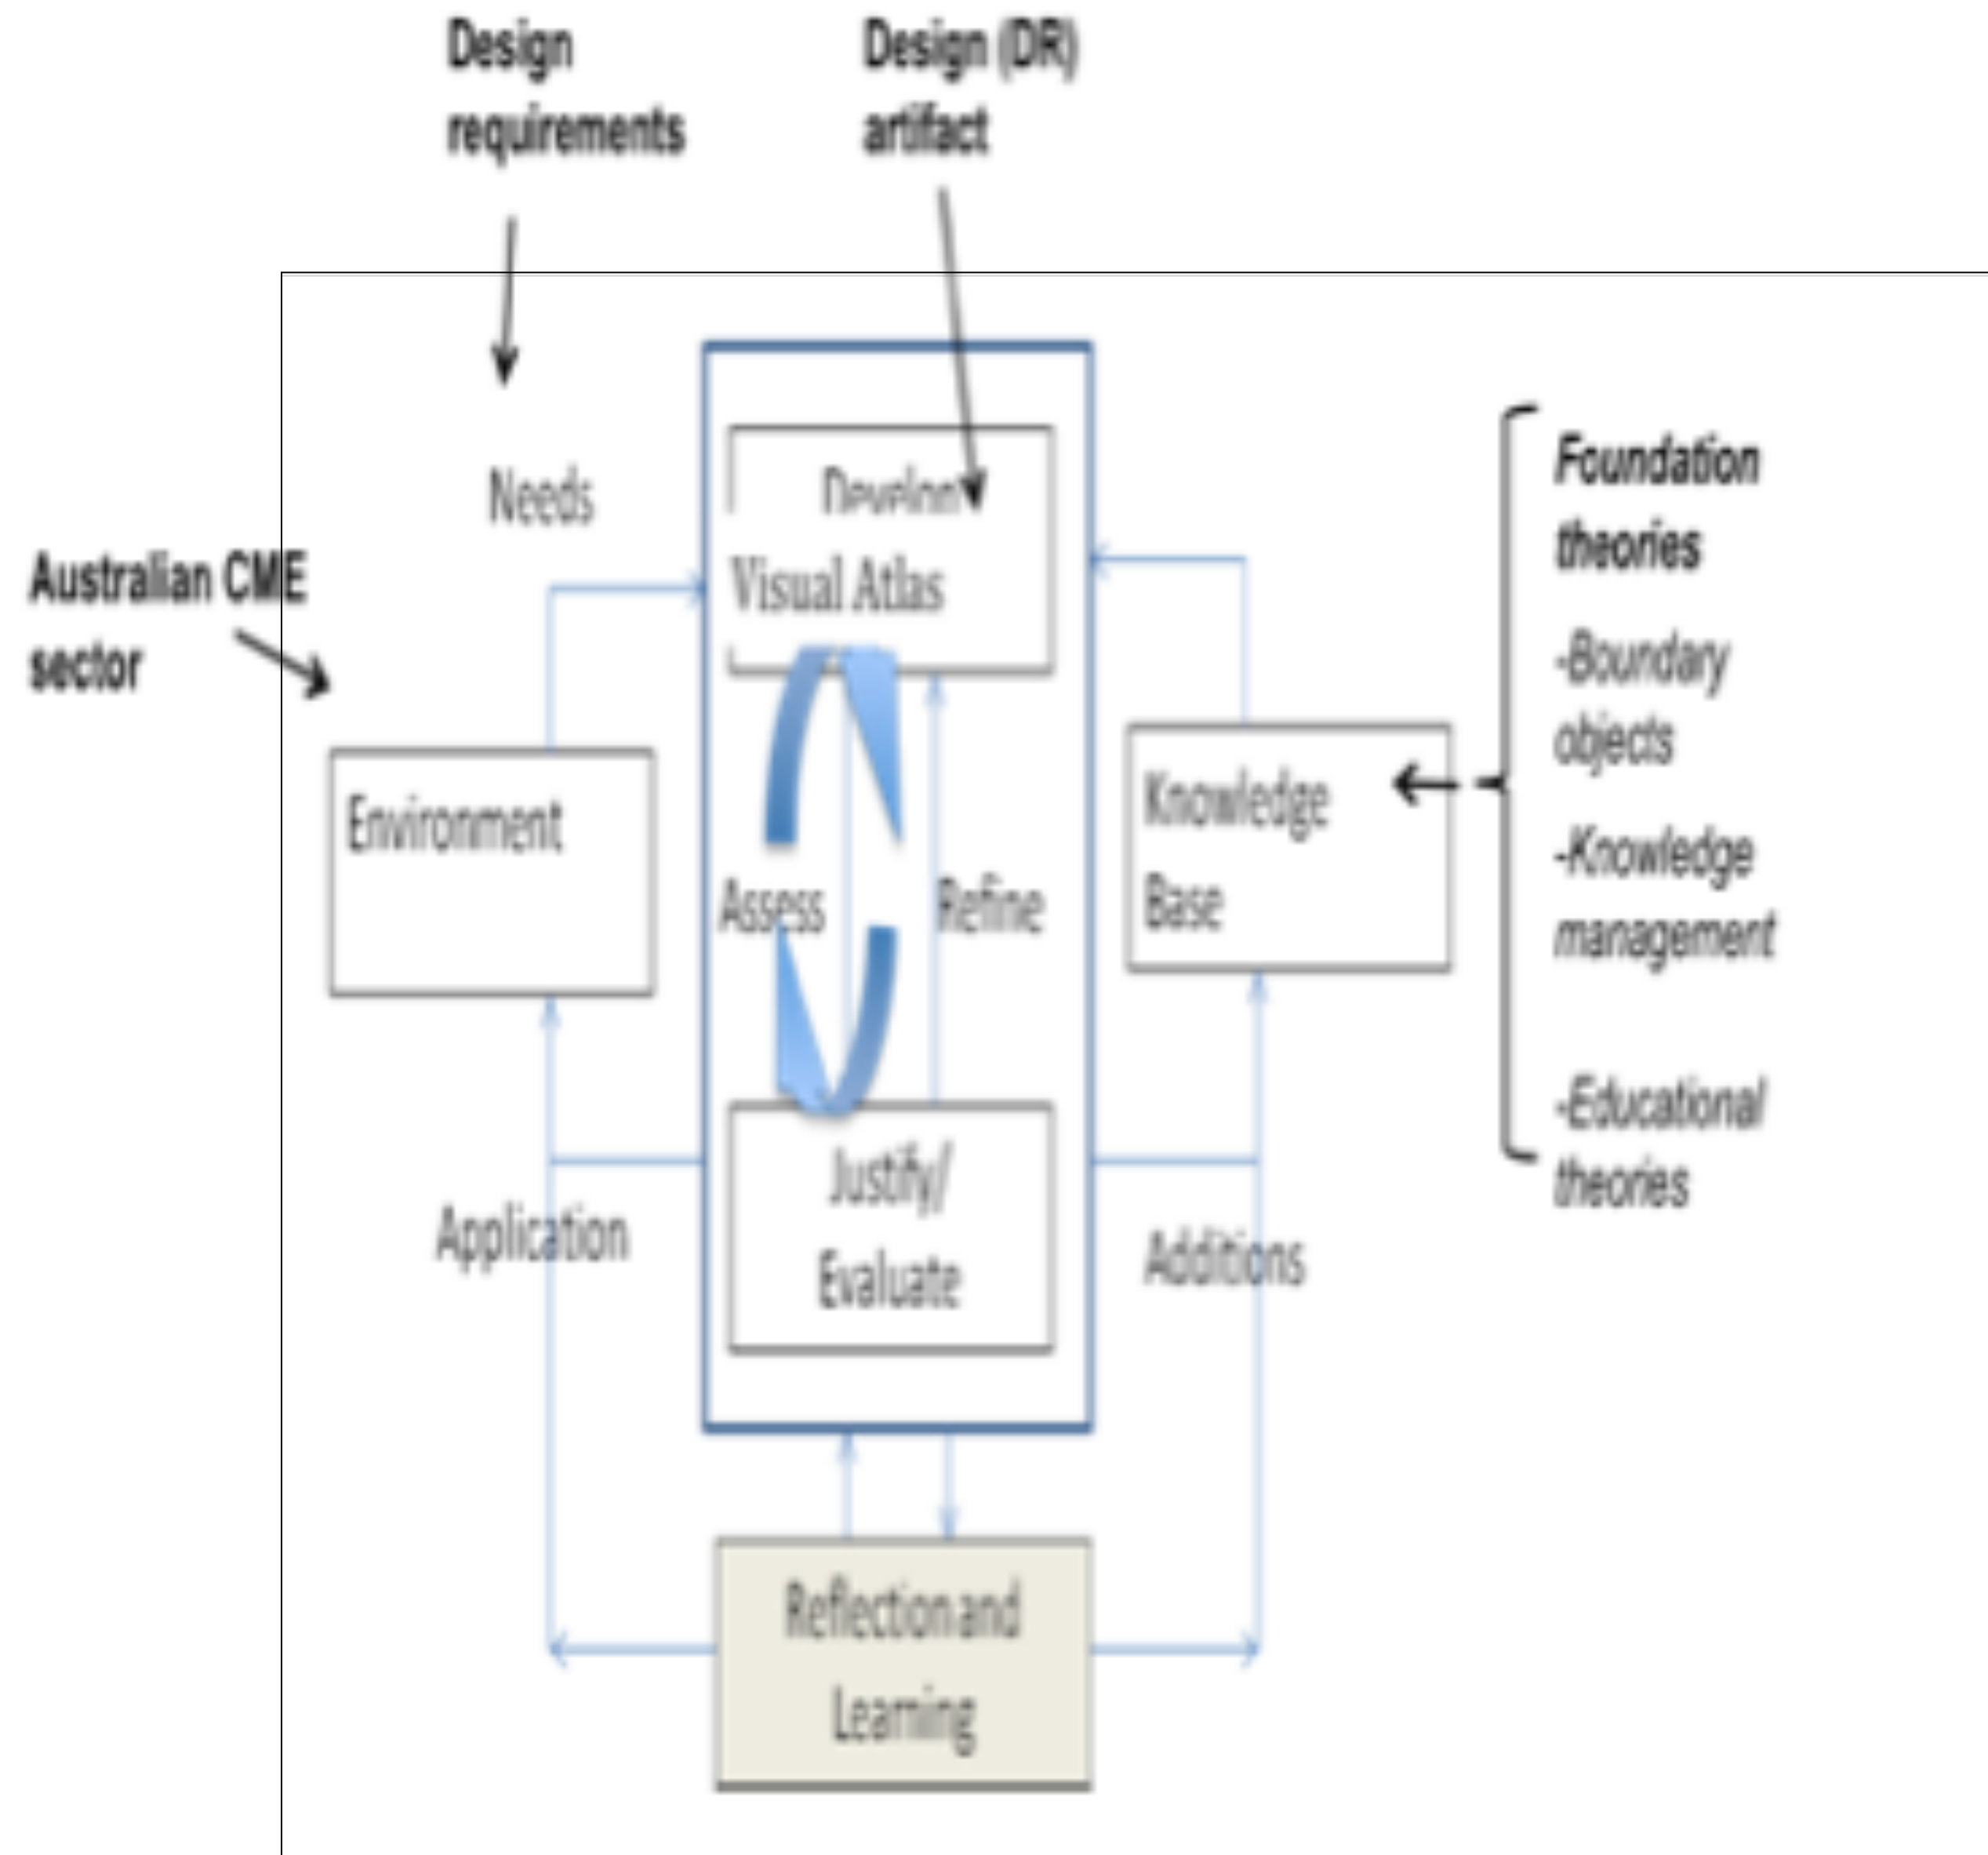 Design
requirements
Design (DR)
artifact
Needs
Australian CME
sector
Develop
Visual Atlas
Foundation
theories
-Boundary
objects
-Knowledge
management
-Educational
theories
Environment
Knowledge
Base
Assess
Refine
Justify/
Evaluate
Application
Additions
Reflection and
Learning